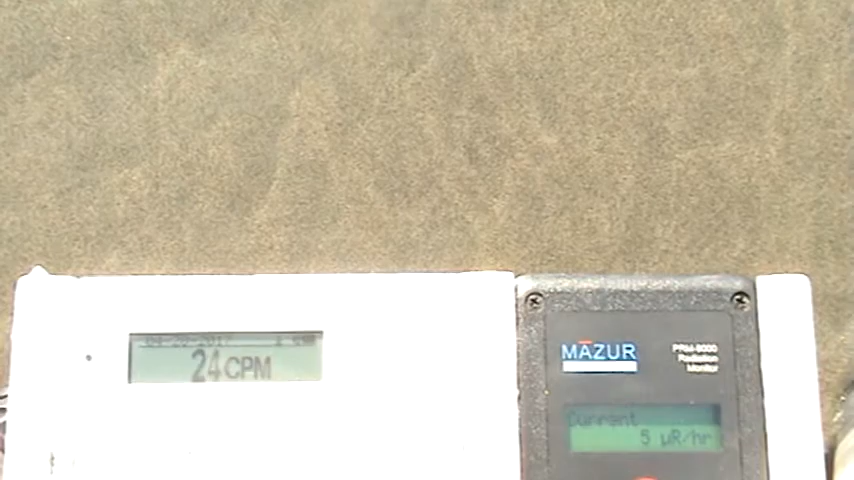 24 CPM
MAZUR
PRM-9000
Radiation
Monitor
Current
5 µR/hr